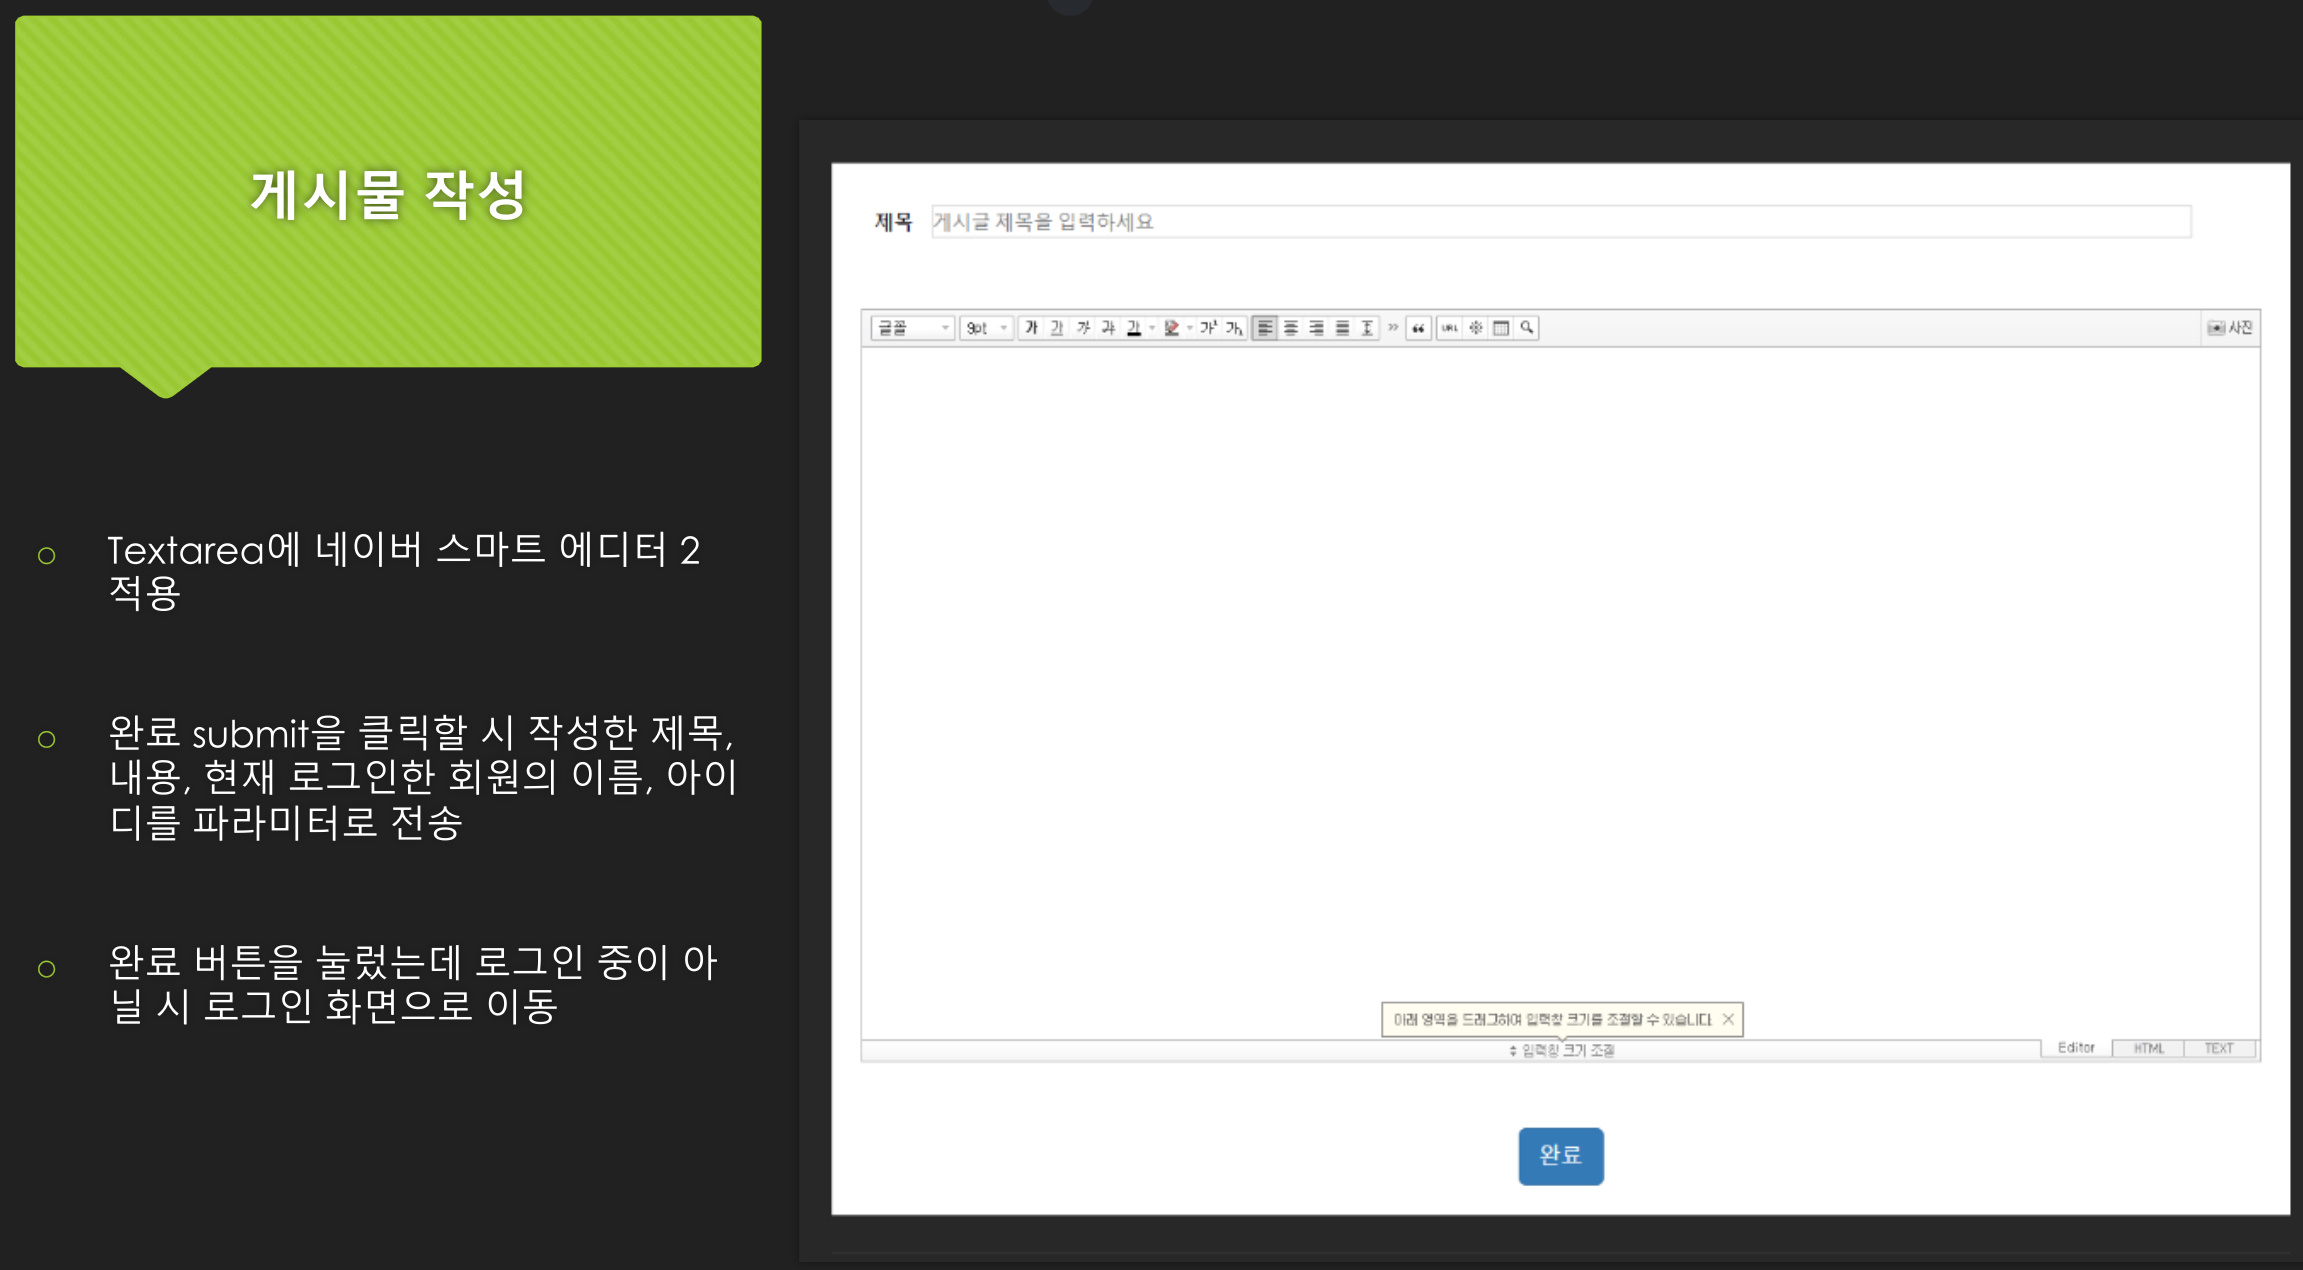 게시물 작성
Textarea에 네이버 스마트 에디터 2
적용
완료 submit을 클릭할 시 작성한 제목,
내용, 현재 로그인한 회원의 이름, 아이
디를 파라미터로 전송
완료 버튼을 눌렀는데 로그인 중이 아
닐 시 로그인 화면으로 이동
제목 게시글 제목을 입력하세요
글꼴 9pt 가 가 가 가 가 가¹ 가₁ URL 사진
아래 영역을 드래그하여 입력창 크기를 조절할 수 있습니다.
입력창 크기 조절 Editor HTML TEXT
완료